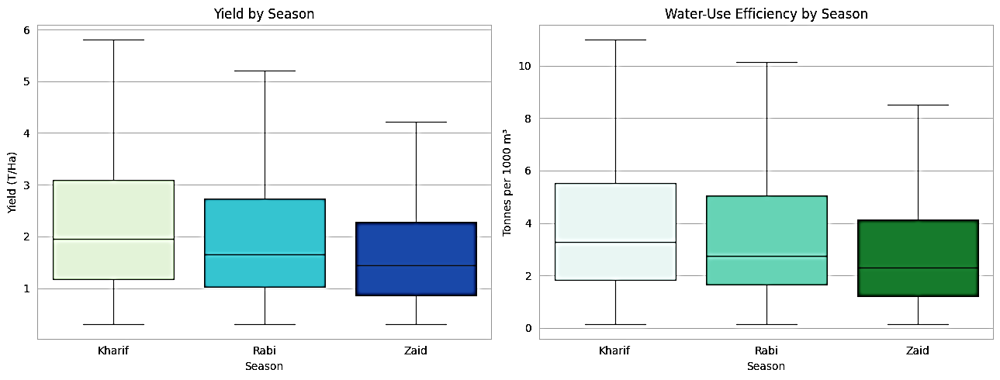 Yield by Season
Yield (T/Ha)
6
5
4
3
2
1
Kharif
Rabi
Zaid
Season
Water-Use Efficiency by Season
Tonnes per 1000 m³
10
8
6
4
2
0
Kharif
Rabi
Zaid
Season